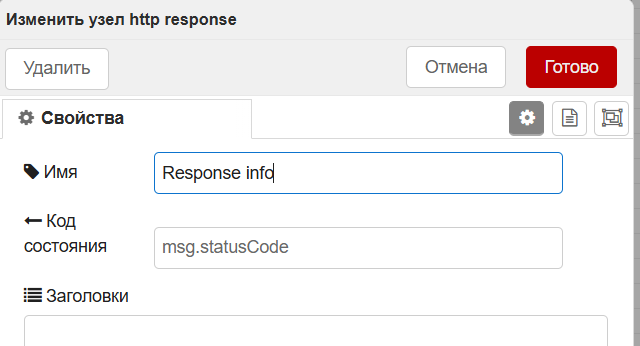 Изменить узел http response
Удалить
Отмена
Готово
Свойства
Имя
Response info
Код
состояния
msg.statusCode
Заголовки